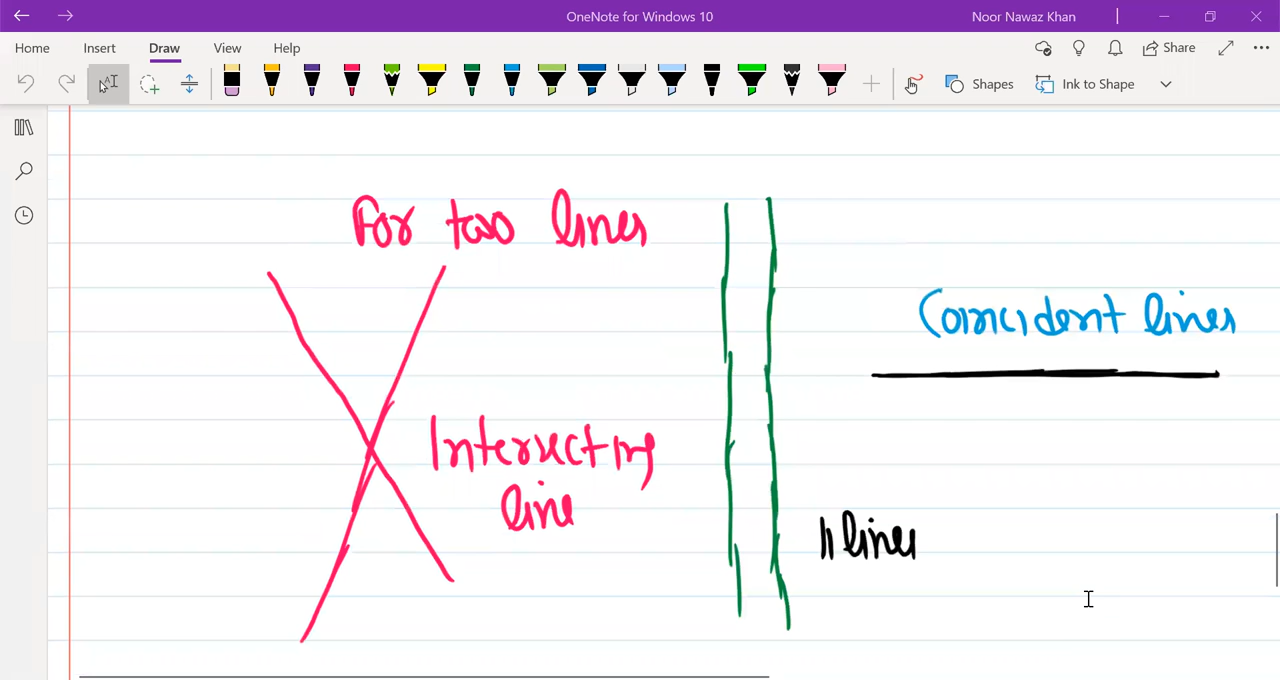 OneNote for Windows 10
Noor Nawaz Khan
Home Insert Draw View Help
Share
Shapes
Ink to Shape
For two lines
Coincident lines
Intersecting
line
|| lines